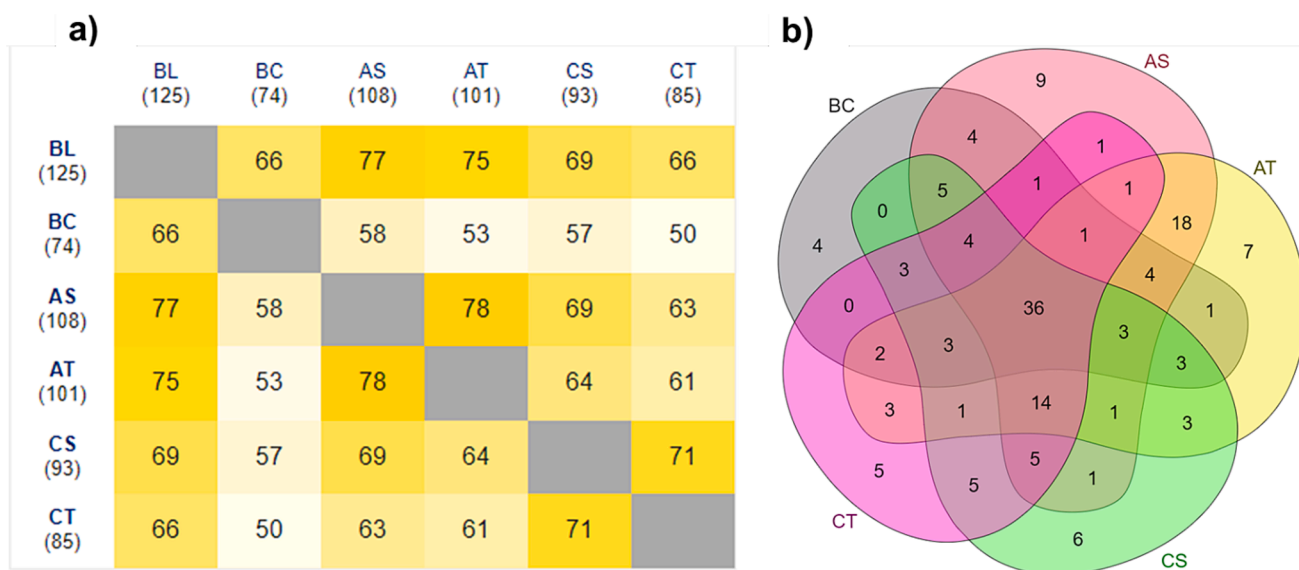 a)
BL BC AS AT CS CT
(125) (74) (108) (101) (93) (85)
BL
(125)
66 77 75 69 66
BC
(74)
66 58 53 57 50
AS
(108)
77 58 78 69 63
AT
(101)
75 53 78 64 61
CS
(93)
69 57 69 64 71
CT
(85)
66 50 63 61 71
b)
AS
9
BC
4
1
AT
5
1
1
0
18
4
1
4
7
3
4
0
36
1
3
2
3
3
3
1
14
1
3
5
5
5
1
CT
6
CS